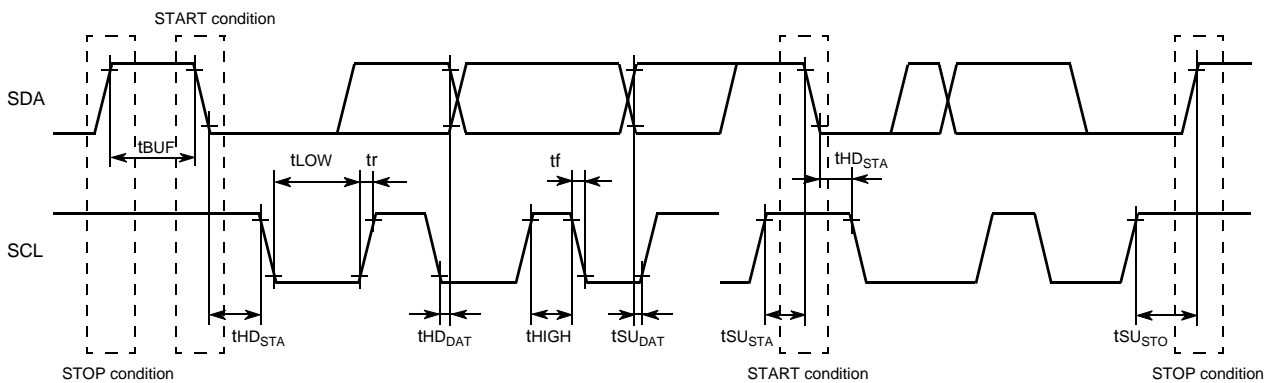 START condition
SDA
tBUF
tLOW
tr
tf
tHDSTA
SCL
tHDSTA
tHDDAT
tHIGH
tSUDAT
tSUSTA
tSUSTO
STOP condition
START condition
STOP condition